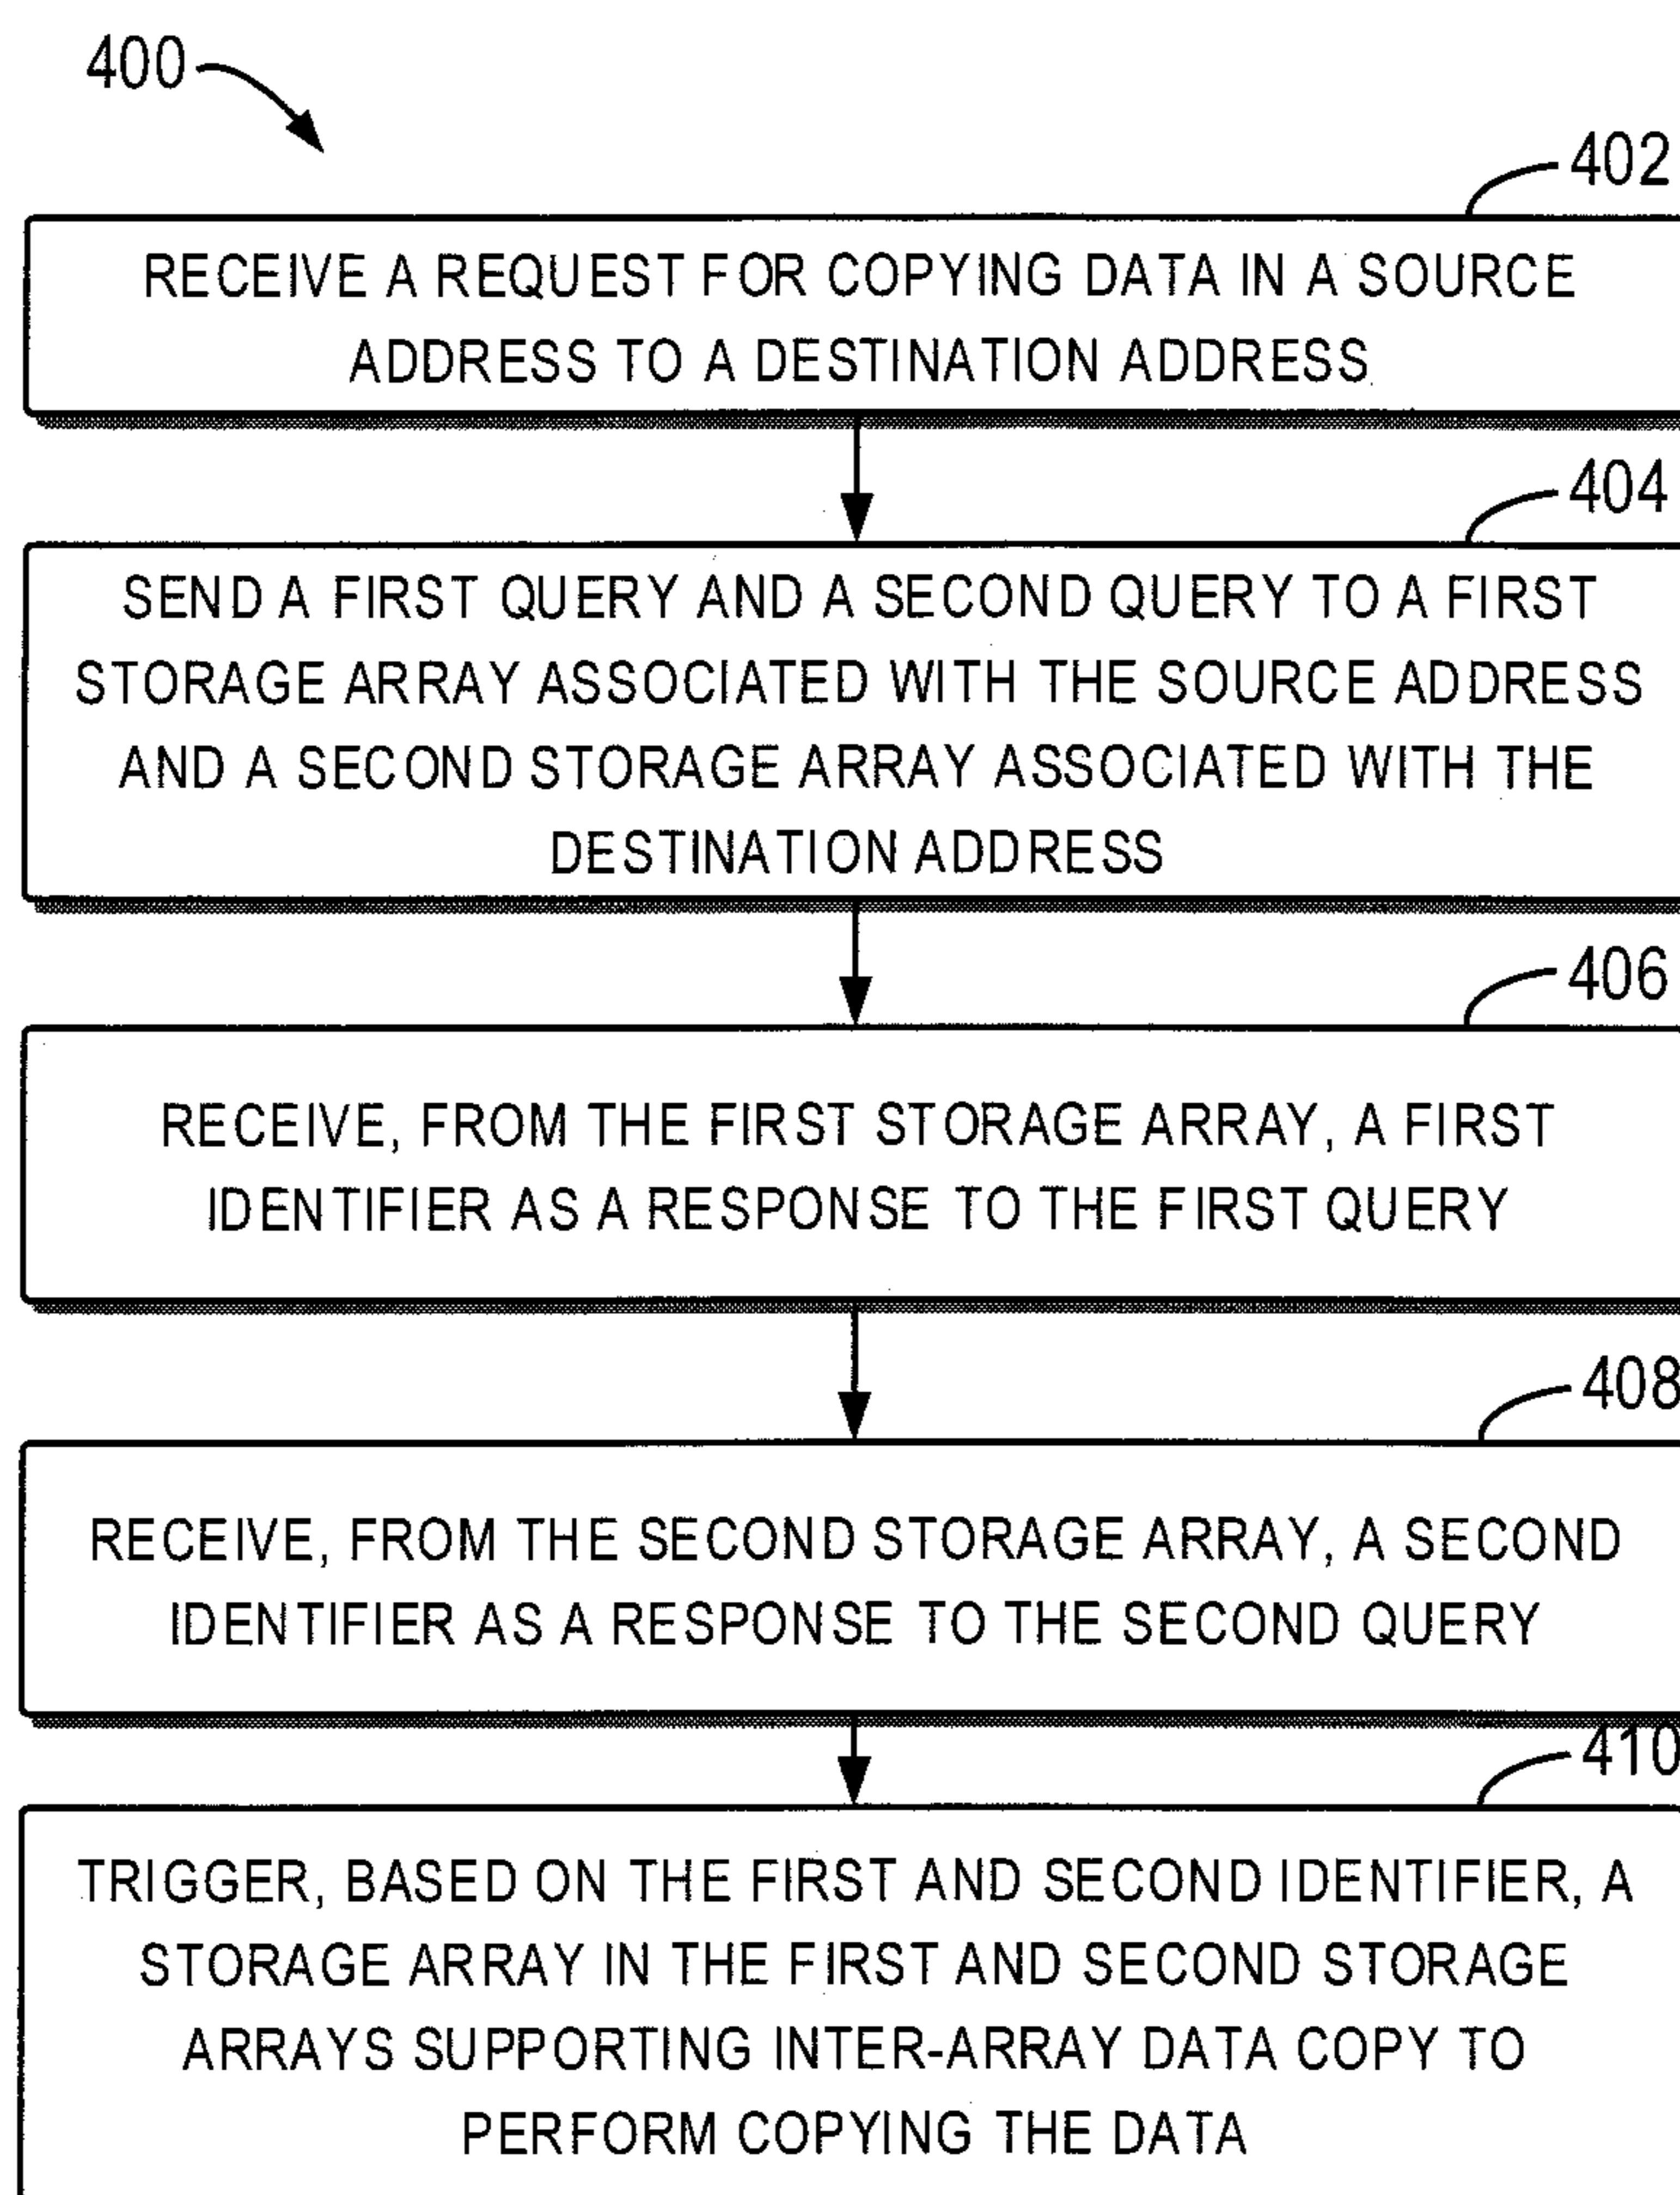 400
402
RECEIVE A REQUEST FOR COPYING DATA IN A SOURCE
ADDRESS TO A DESTINATION ADDRESS
404
SEND A FIRST QUERY AND A SECOND QUERY TO A FIRST
STORAGE ARRAY ASSOCIATED WITH THE SOURCE ADDRESS
AND A SECOND STORAGE ARRAY ASSOCIATED WITH THE
DESTINATION ADDRESS
406
RECEIVE, FROM THE FIRST STORAGE ARRAY, A FIRST
IDENTIFIER AS A RESPONSE TO THE FIRST QUERY
408
RECEIVE, FROM THE SECOND STORAGE ARRAY, A SECOND
IDENTIFIER AS A RESPONSE TO THE SECOND QUERY
410
TRIGGER, BASED ON THE FIRST AND SECOND IDENTIFIER, A
STORAGE ARRAY IN THE FIRST AND SECOND STORAGE
ARRAYS SUPPORTING INTER-ARRAY DATA COPY TO
PERFORM COPYING THE DATA